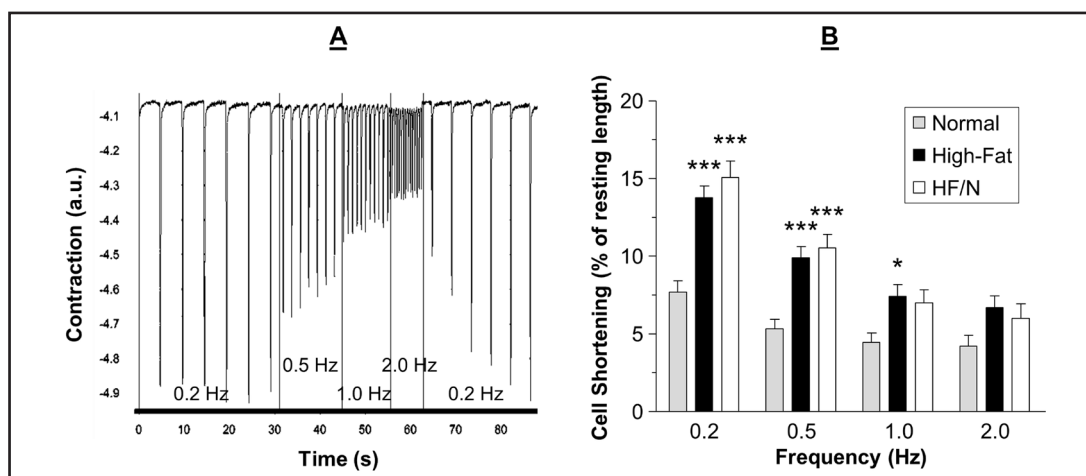 A
B
Contraction (a.u.)
-4.1
-4.2
-4.3
-4.4
-4.5
-4.6
-4.7
-4.8
-4.9
0.2 Hz
0.5 Hz
1.0 Hz
2.0 Hz
0.2 Hz
0 10 20 30 40 50 60 70 80
Time (s)
Cell Shortening (% of resting length)
20
15
10
5
0
*** ***
*** ***
*
Normal
High-Fat
HF/N
0.2 0.5 1.0 2.0
Frequency (Hz)